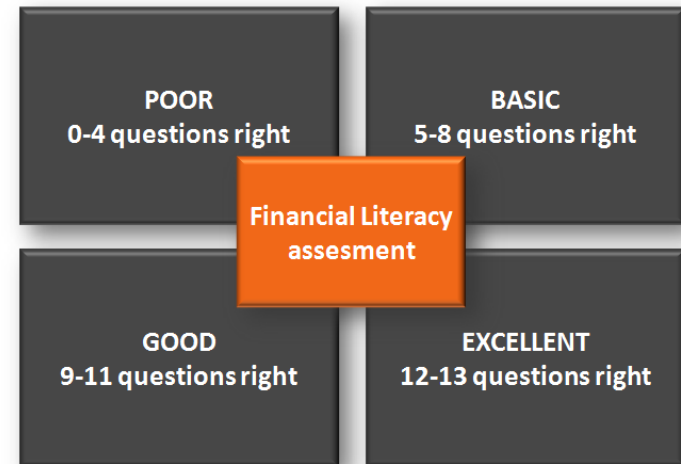 POOR
0-4 questions right
BASIC
5-8 questions right
Financial Literacy
assesment
GOOD
9-11 questions right
EXCELLENT
12-13 questions right